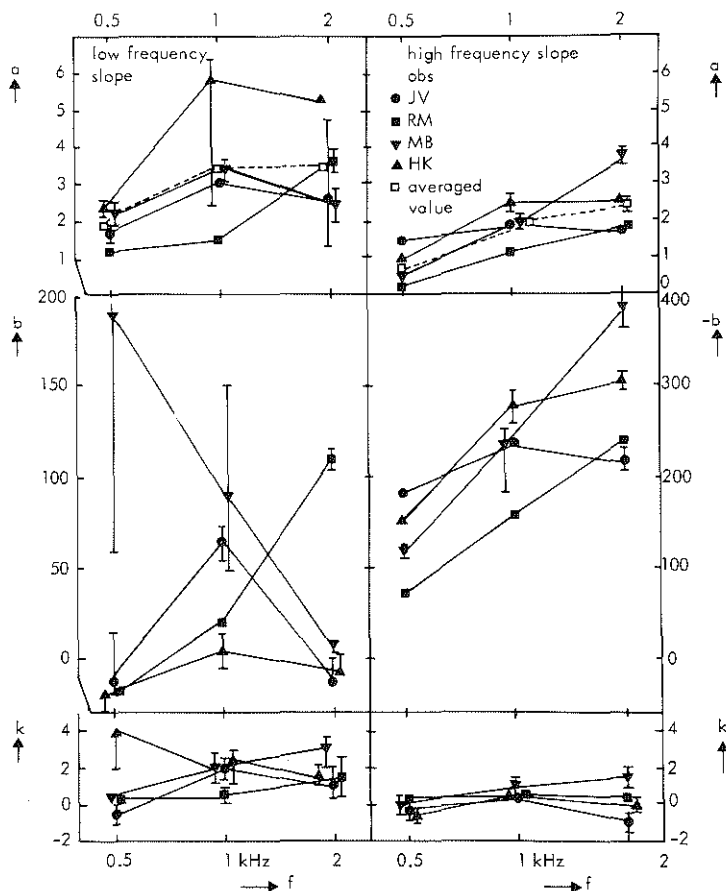 0.5 1 2 0.5 1 2
a
low frequency
slope
6
5
4
3
2
1
high frequency slope
obs
JV
RM
MB
HK
averaged
value
a
6
5
4
3
2
1
0
b
200
150
100
50
0
-b
400
300
200
100
k
4
2
0
-2
k
4
2
0
-2
0.5 1 kHz 2 0.5 1 kHz 2
f f